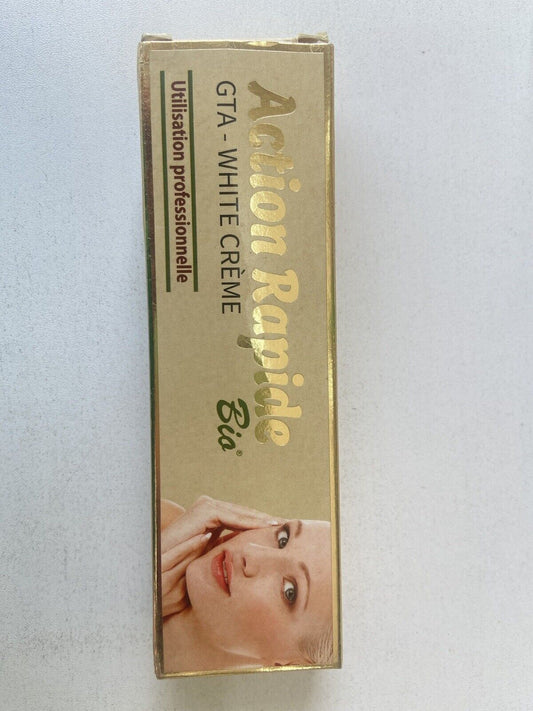 Action Rapide
Bio®
GTA - WHITE CRÈME
Utilisation professionnelle